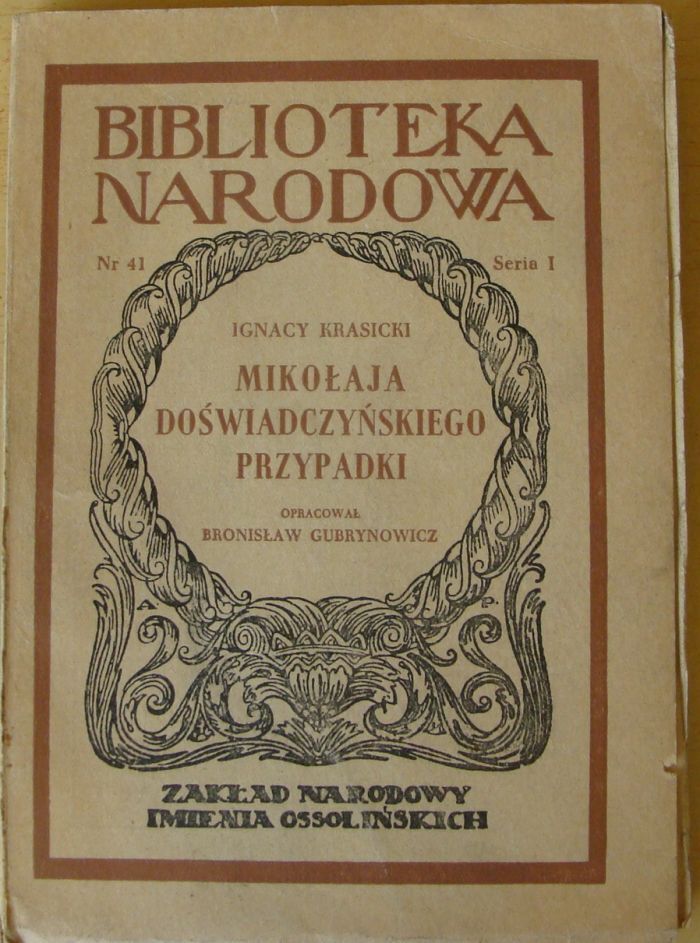 BIBLIOTEKA
NARODOWA
Nr 41 Seria I
IGNACY KRASICKI
MIKOŁAJA
DOŚWIADCZYŃSKIEGO
PRZYPADKI
OPRACOWAŁ
BRONISŁAW GUBRYNOWICZ
A. P.
ZAKŁAD NARODOWY
IMIENIA OSSOLIŃSKICH